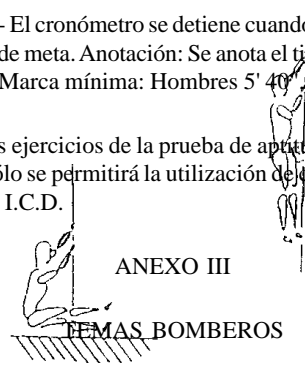 - El cronómetro se detiene cuando
de meta. Anotación: Se anota el ti
Marca mínima: Hombres 5' 40"
s ejercicios de la prueba de aptitu
ólo se permitirá la utilización de
I.C.D.
ANEXO III
TEMAS BOMBEROS